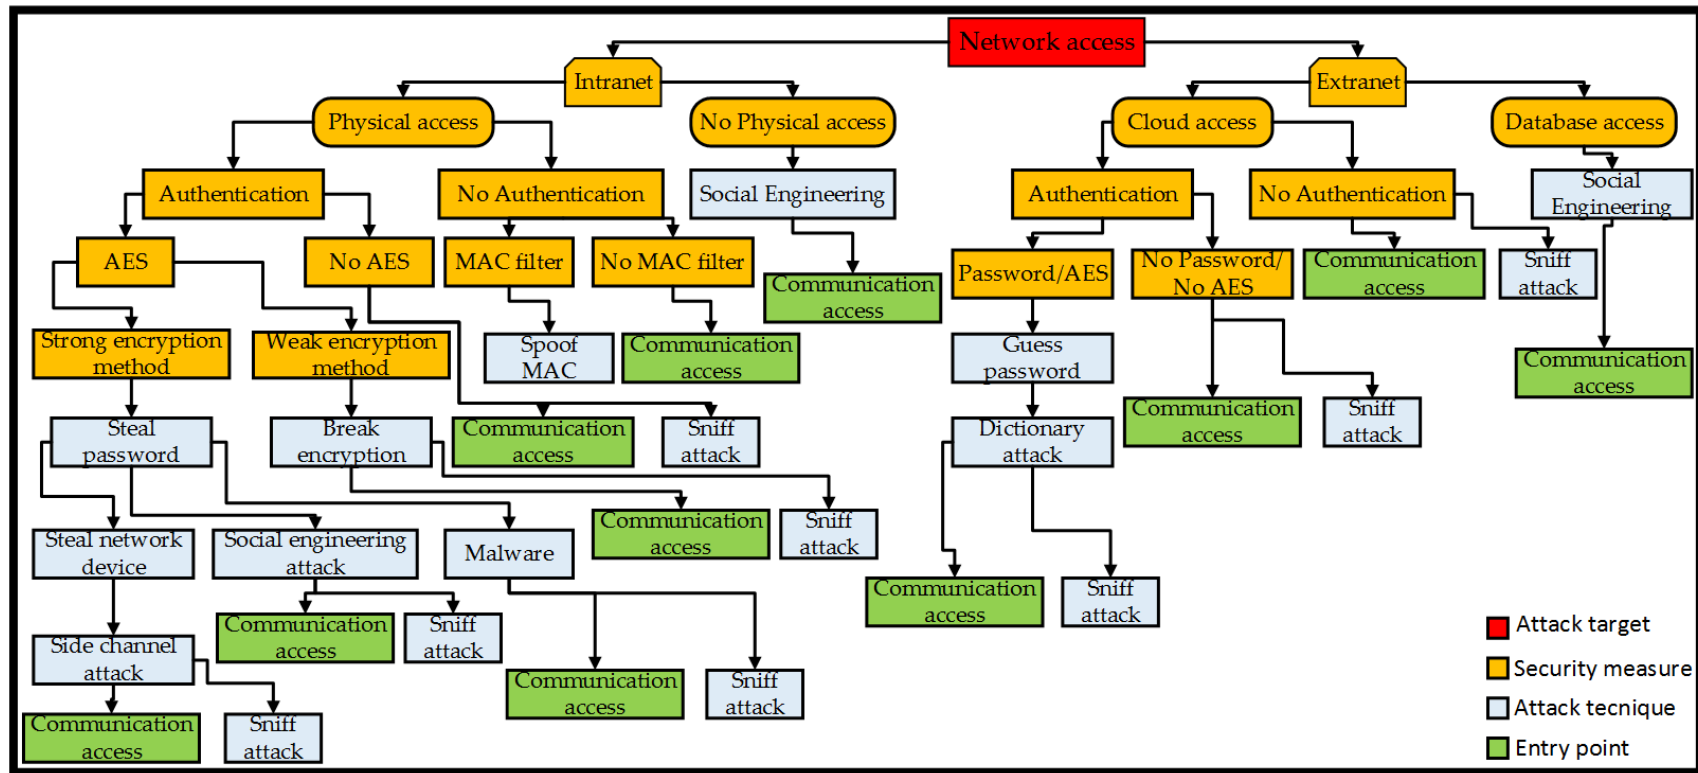 Network access
Intranet
Extranet
Physical access
No Physical access
Cloud access
Database access
Authentication
No Authentication
Social Engineering
Authentication
No Authentication
Social
Engineering
AES
No AES
MAC filter
No MAC filter
Communication
access
Password/AES
No Password/
No AES
Communication
access
Sniff
attack
Strong encryption
method
Weak encryption
method
Spoof
MAC
Communication
access
Guess
password
Communication
access
Steal
password
Break
encryption
Communication
access
Sniff
attack
Dictionary
attack
Communication
access
Sniff
attack
Steal network
device
Social engineering
attack
Malware
Communication
access
Sniff
attack
Communication
access
Sniff
attack
Side channel
attack
Communication
access
Sniff
attack
Communication
access
Sniff
attack
Communication
access
Sniff
attack
Attack target
Security measure
Attack tecnique
Entry point